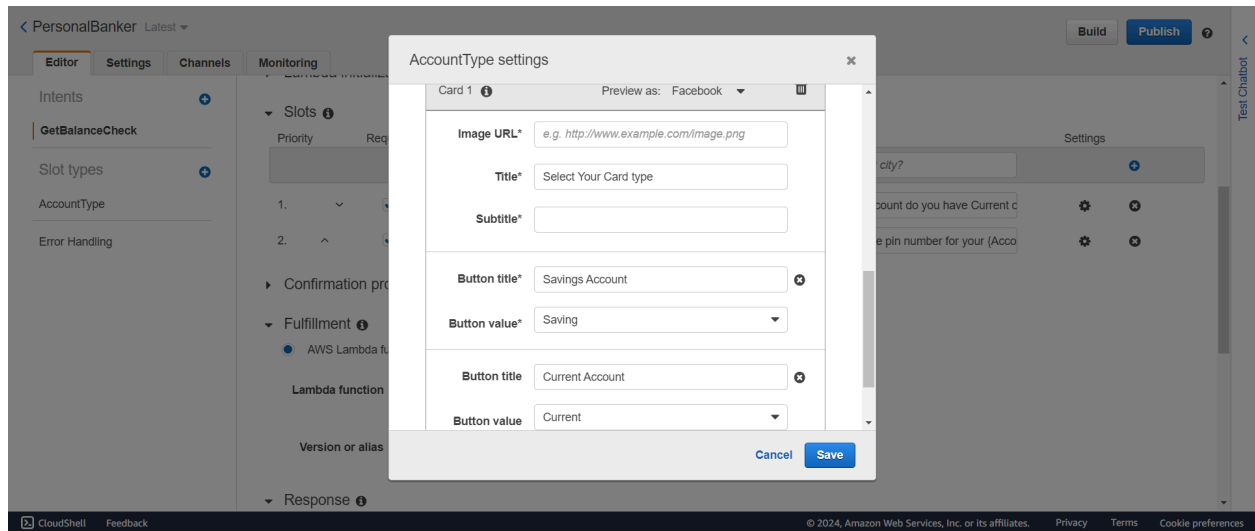 PersonalBanker Latest
Build
Publish
Editor Settings Channels Monitoring
Test Chatbot
Intents
GetBalanceCheck
Slot types
AccountType
Error Handling
Slots
Priority
Settings
city?
1.
count do you have Current
2.
e pin number for your {Acco
Confirmation pro
Fulfillment
AWS Lambda fu
Lambda function
Version or alias
Response
AccountType settings
Card 1 Preview as: Facebook
Image URL* e.g. http://www.example.com/image.png
Title* Select Your Card type
Subtitle*
Button title* Savings Account
Button value* Saving
Button title Current Account
Button value Current
Cancel Save
CloudShell Feedback © 2024, Amazon Web Services, Inc. or its affiliates. Privacy Terms Cookie preferences